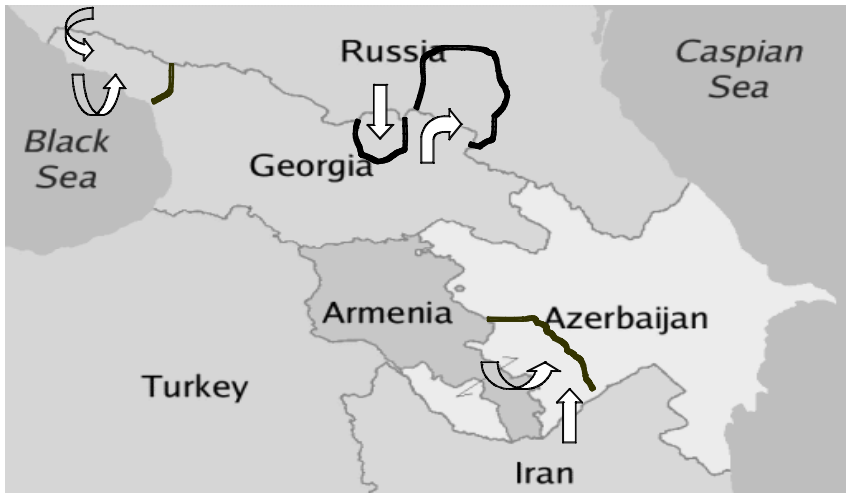 Russia
Caspian
Sea
Black
Sea
Georgia
Armenia
Azerbaijan
Turkey
Iran